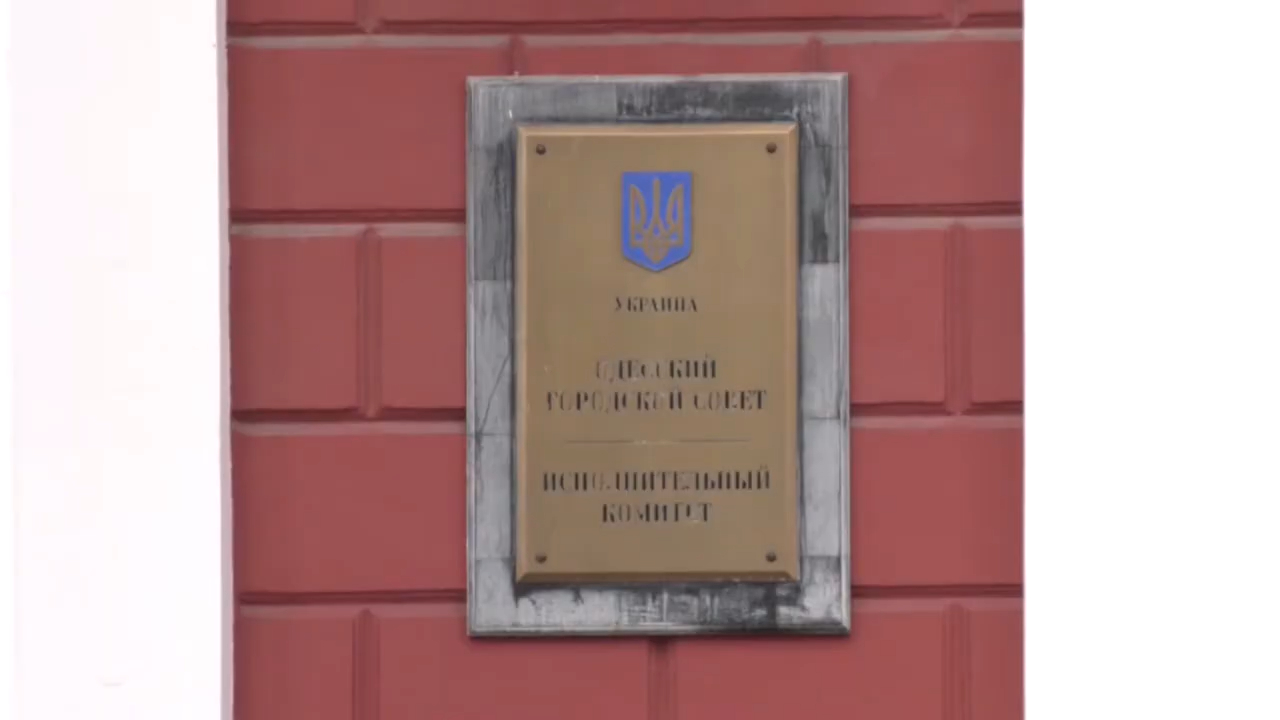 УКРАИНА
ОДЕССКИЙ
ГОРОДСКОЙ СОВЕТ
ИСПОЛНИТЕЛЬНЫЙ
КОМИТЕТ